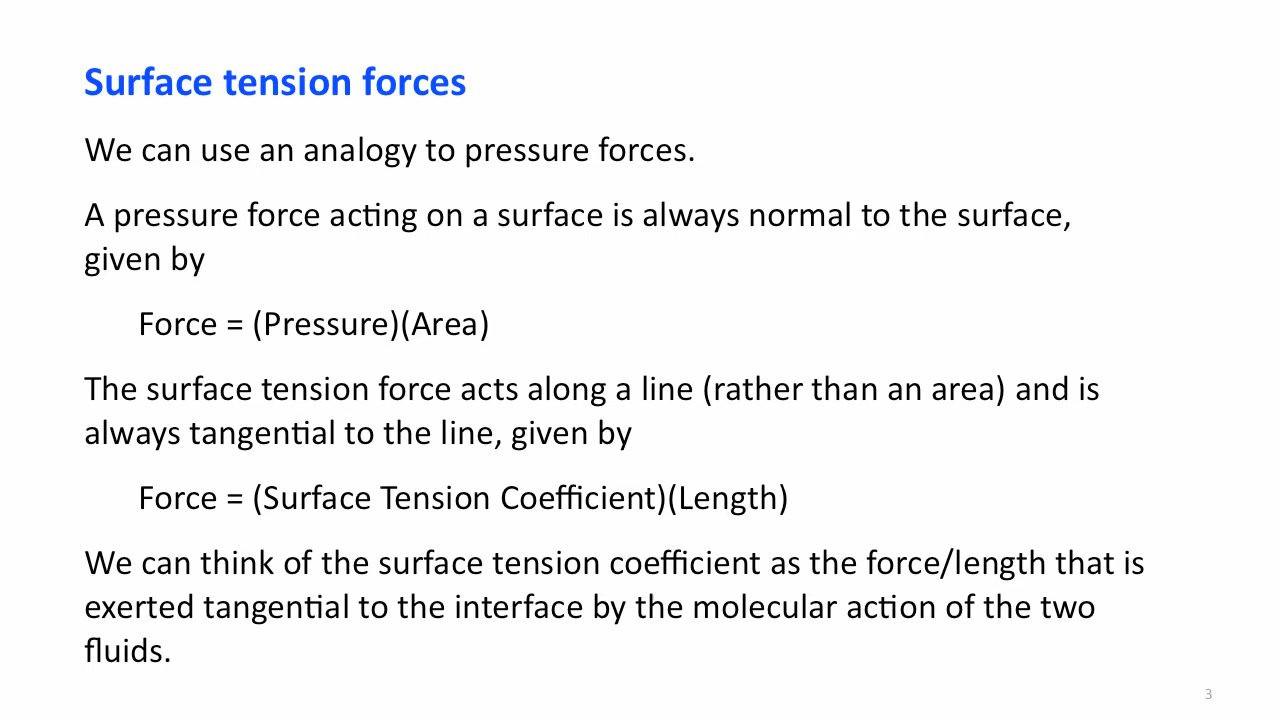 Surface tension forces
We can use an analogy to pressure forces.
A pressure force acting on a surface is always normal to the surface,
given by
Force = (Pressure)(Area)
The surface tension force acts along a line (rather than an area) and is
always tangential to the line, given by
Force = (Surface Tension Coefficient)(Length)
We can think of the surface tension coefficient as the force/length that is
exerted tangential to the interface by the molecular action of the two
fluids.
3